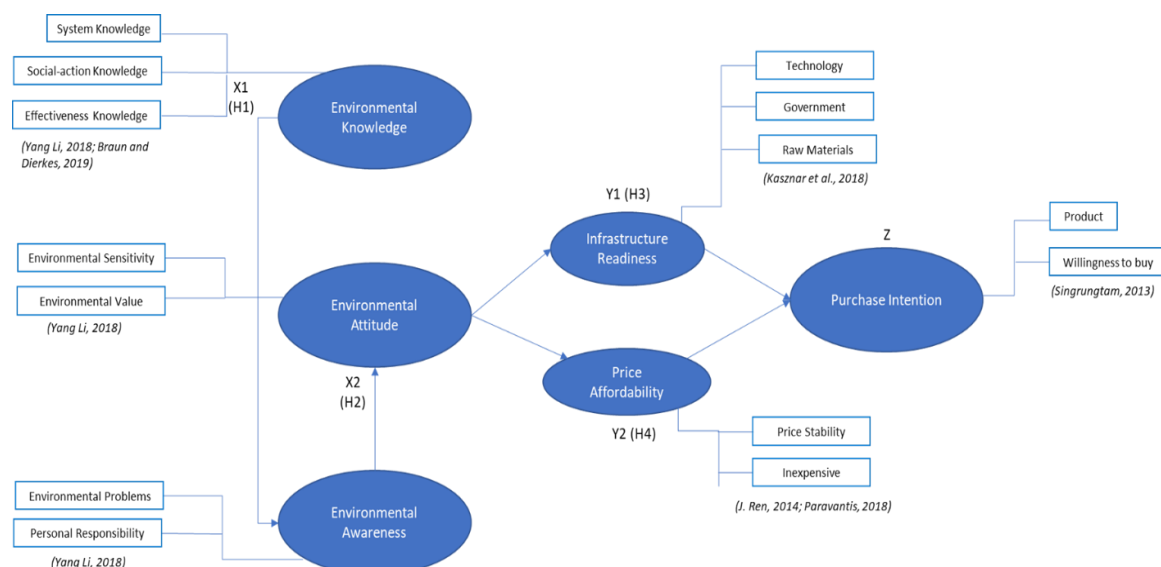 System Knowledge
Social-action Knowledge
Effectiveness Knowledge
(Yang Li, 2018; Braun and
Dierkes, 2019)
X1
(H1)
Environmental
Knowledge
Technology
Government
Raw Materials
(Kasznar et al., 2018)
Y1 (H3)
Infrastructure
Readiness
Environmental Sensitivity
Environmental Value
(Yang Li, 2018)
Environmental
Attitude
X2
(H2)
Price
Affordability
Y2 (H4)
Z
Purchase Intention
Product
Willingness to buy
(Singrungtam, 2013)
Price Stability
Inexpensive
(J. Ren, 2014; Paravantis, 2018)
Environmental Problems
Personal Responsibility
(Yang Li, 2018)
Environmental
Awareness